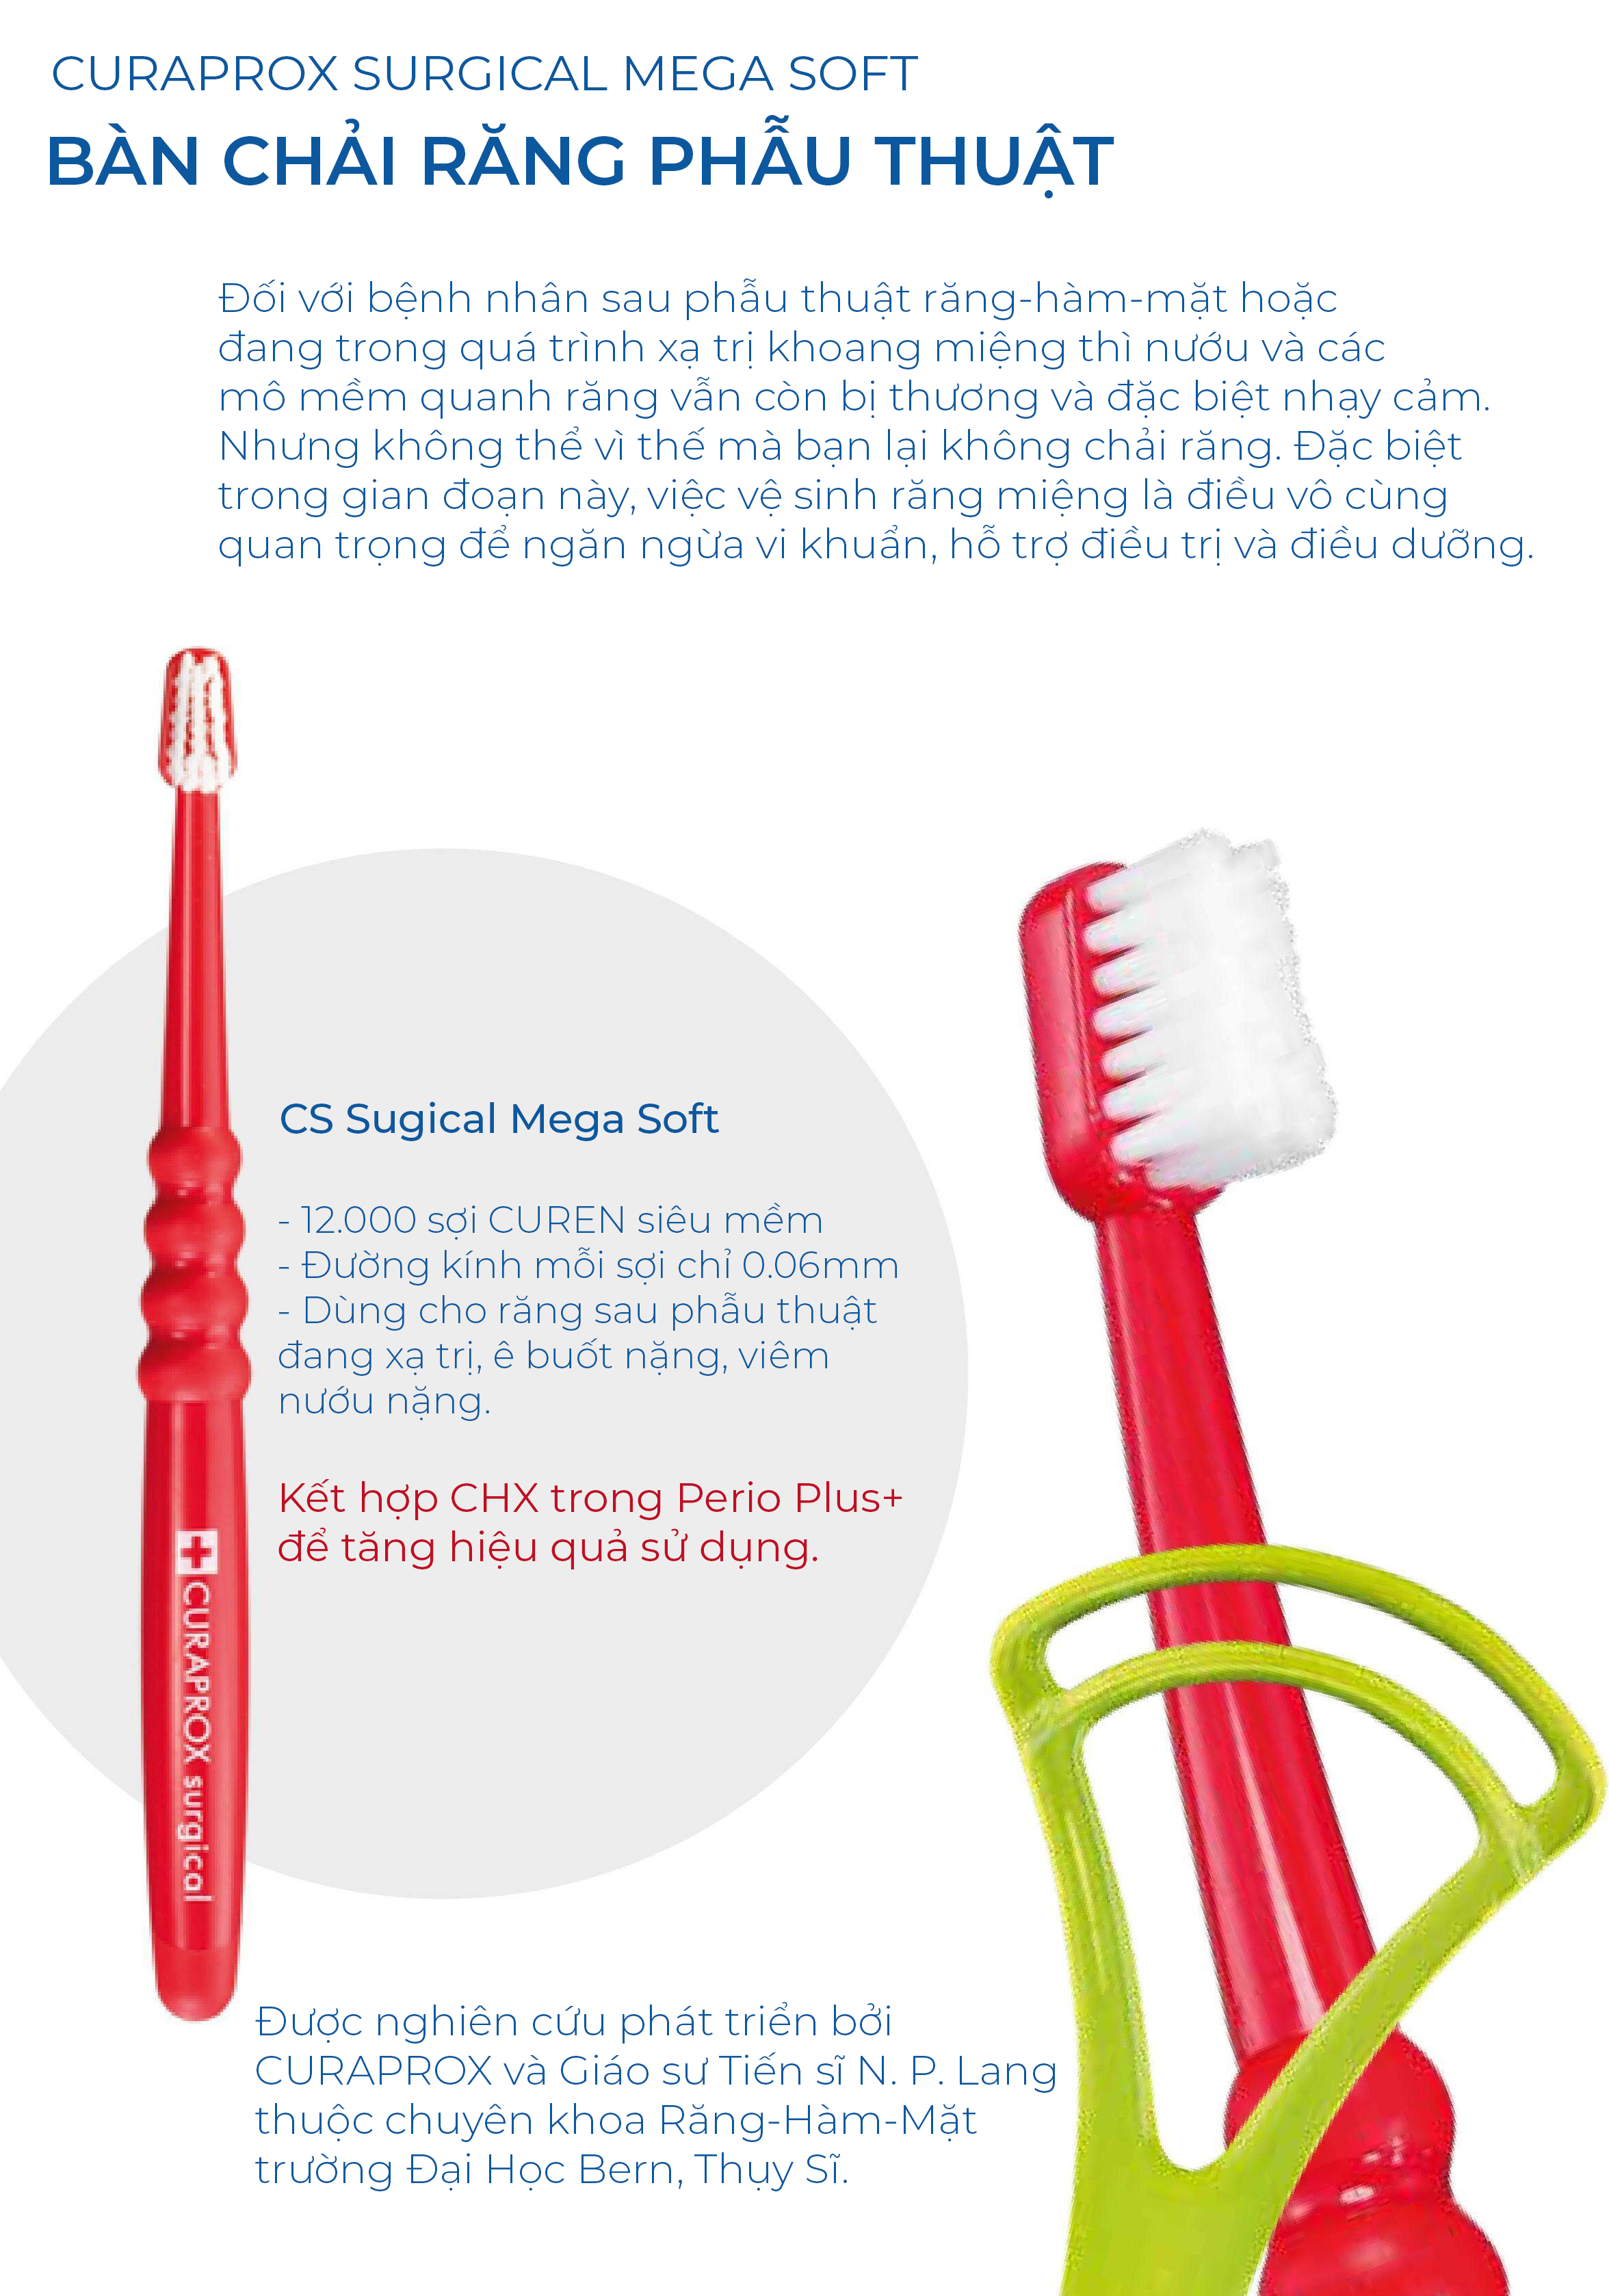 CURAPROX SURGICAL MEGA SOFT
BÀN CHẢI RĂNG PHẪU THUẬT
Đối với bệnh nhân sau phẫu thuật răng-hàm-mặt hoặc
đang trong quá trình xạ trị khoang miệng thì nướu và các
mô mềm quanh răng vẫn còn bị thương và đặc biệt nhạy cảm.
Nhưng không thể vì thế mà bạn lại không chải răng. Đặc biệt
trong gian đoạn này, việc vệ sinh răng miệng là điều vô cùng
quan trọng để ngăn ngừa vi khuẩn, hỗ trợ điều trị và điều dưỡng.
CS Sugical Mega Soft
- 12.000 sợi CUREN siêu mềm
- Đường kính mỗi sợi chỉ 0.06mm
- Dùng cho răng sau phẫu thuật
đang xạ trị, ê buốt nặng, viêm
nướu nặng.
Kết hợp CHX trong Perio Plus+
để tăng hiệu quả sử dụng.
CURAPROX surgical
Được nghiên cứu phát triển bởi
CURAPROX và Giáo sư Tiến sĩ N. P. Lang
thuộc chuyên khoa Răng-Hàm-Mặt
trường Đại Học Bern, Thụy Sĩ.